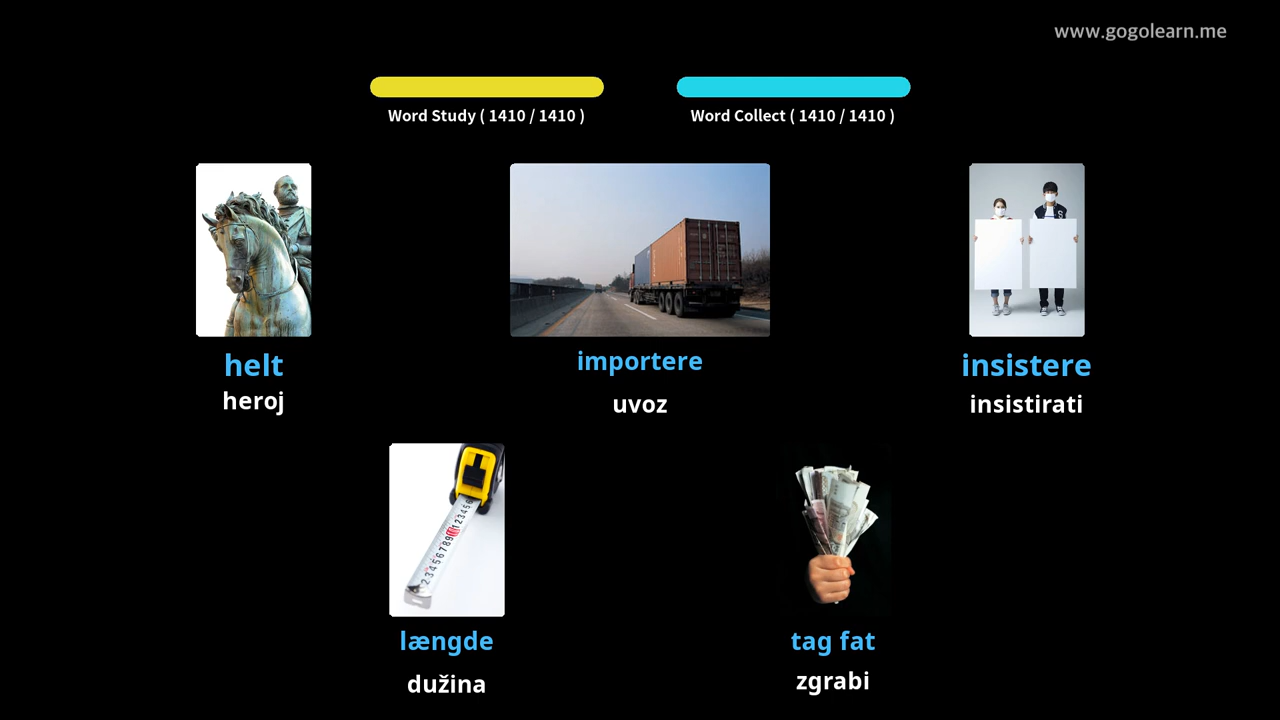 www.gogolearn.me
Word Study ( 1410 / 1410 )
Word Collect ( 1410 / 1410 )
helt
heroj
importere
uvoz
insistere
insistirati
længde
dužina
tag fat
zgrabi